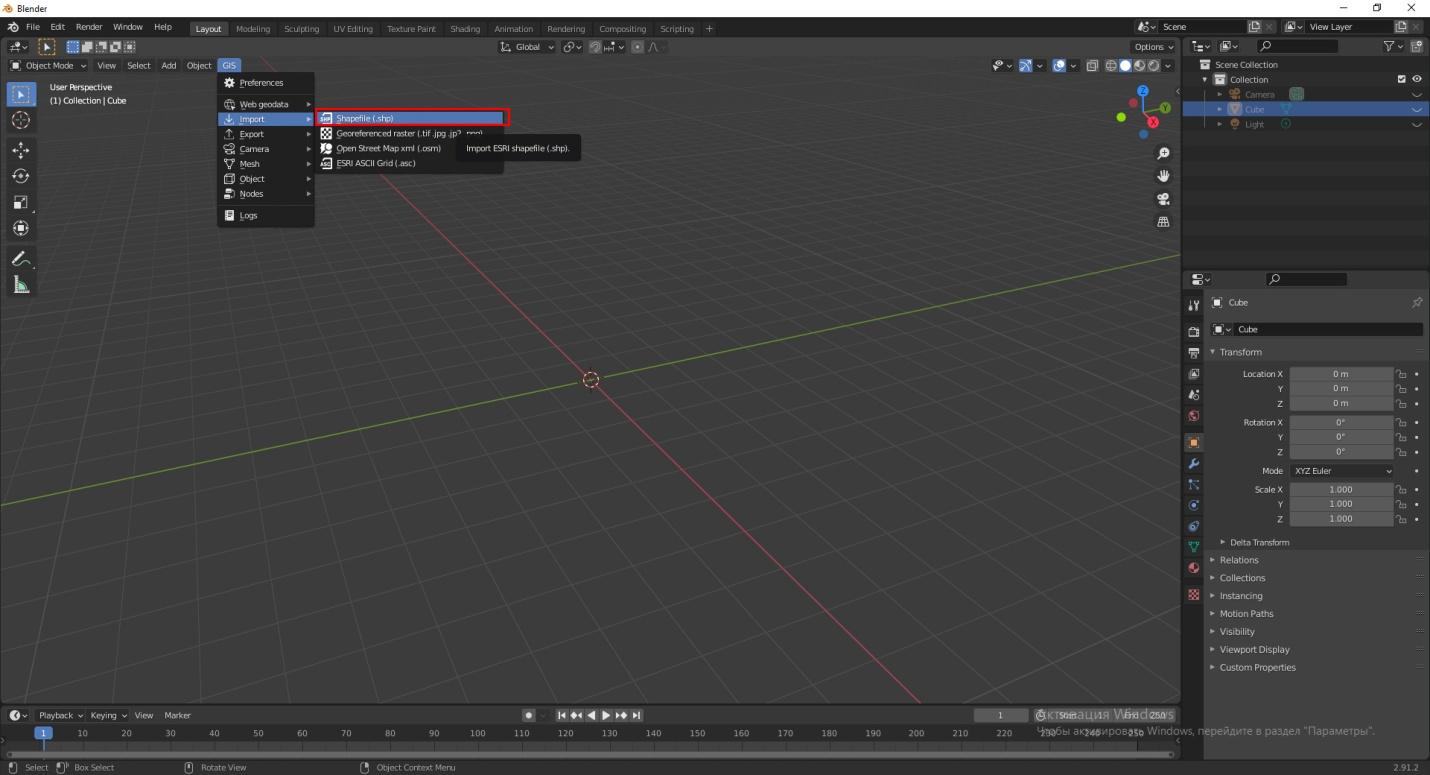 Blender
File Edit Render Window Help Layout Modeling Sculpting UV Editing Texture Paint Shading Animation Rendering Compositing Scripting + Scene View Layer
Global Options
Object Mode View Select Add Object GIS
User Perspective
(1) Collection | Cube
Preferences
Web geodata
Import
Export
Camera
Mesh
Object
Nodes
Logs
Shapefile (.shp)
Georeferenced raster (.tif .jpg .jp2 .png)
Open Street Map xml (.osm)
ESRI ASCII Grid (.asc)
Import ESRI shapefile (.shp).
Z
Y
X
Scene Collection
Collection
Camera
Cube
Light
Cube
Cube
Transform
Location X 0 m
Y 0 m
Z 0 m
Rotation X 0°
Y 0°
Z 0°
Mode XYZ Euler
Scale X 1.000
Y 1.000
Z 1.000
Delta Transform
Relations
Collections
Instancing
Motion Paths
Visibility
Viewport Display
Custom Properties
Playback Keying View Marker 1 Start 1 End 250
1 10 20 30 40 50 60 70 80 90 100 110 120 130 140 150 160 170 180 190 200 210 220 230 240 250
Активация Windows
Чтобы активировать Windows, перейдите в раздел "Параметры".
Select Box Select Rotate View Object Context Menu 2.91.2